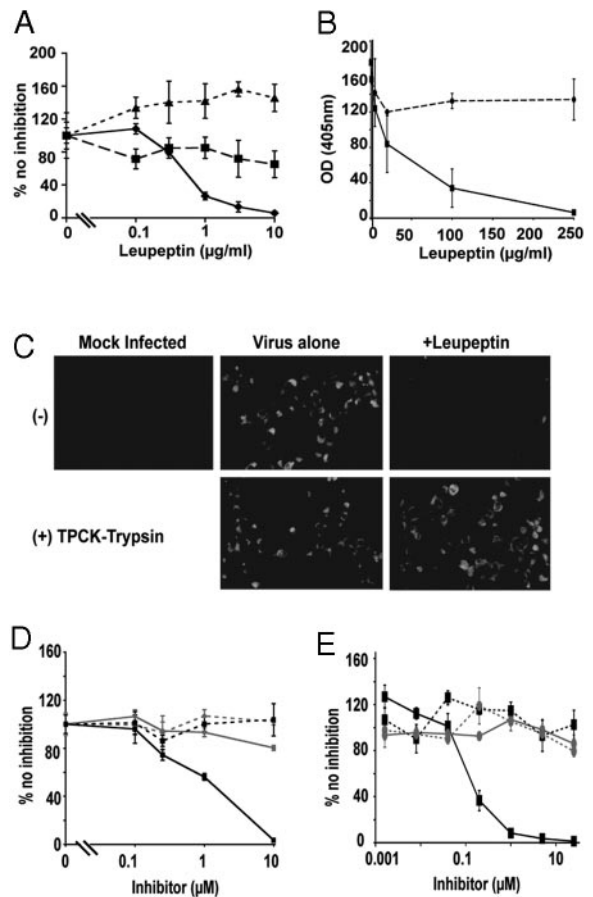 A
200
160
120
80
40
0
% no inhibition
0
0.1
1
10
Leupeptin (µg/ml)
B
200
160
120
80
40
0
OD (405nm)
0
50
100
150
200
250
Leupeptin (µg/ml)
C
Mock Infected
Virus alone
+Leupeptin
(-)
(+) TPCK-Trypsin
D
160
120
80
40
0
% no inhibition
0
0.1
1
10
Inhibitor (µM)
E
160
120
80
40
0
% no inhibition
0.001
0.1
10
Inhibitor (µM)